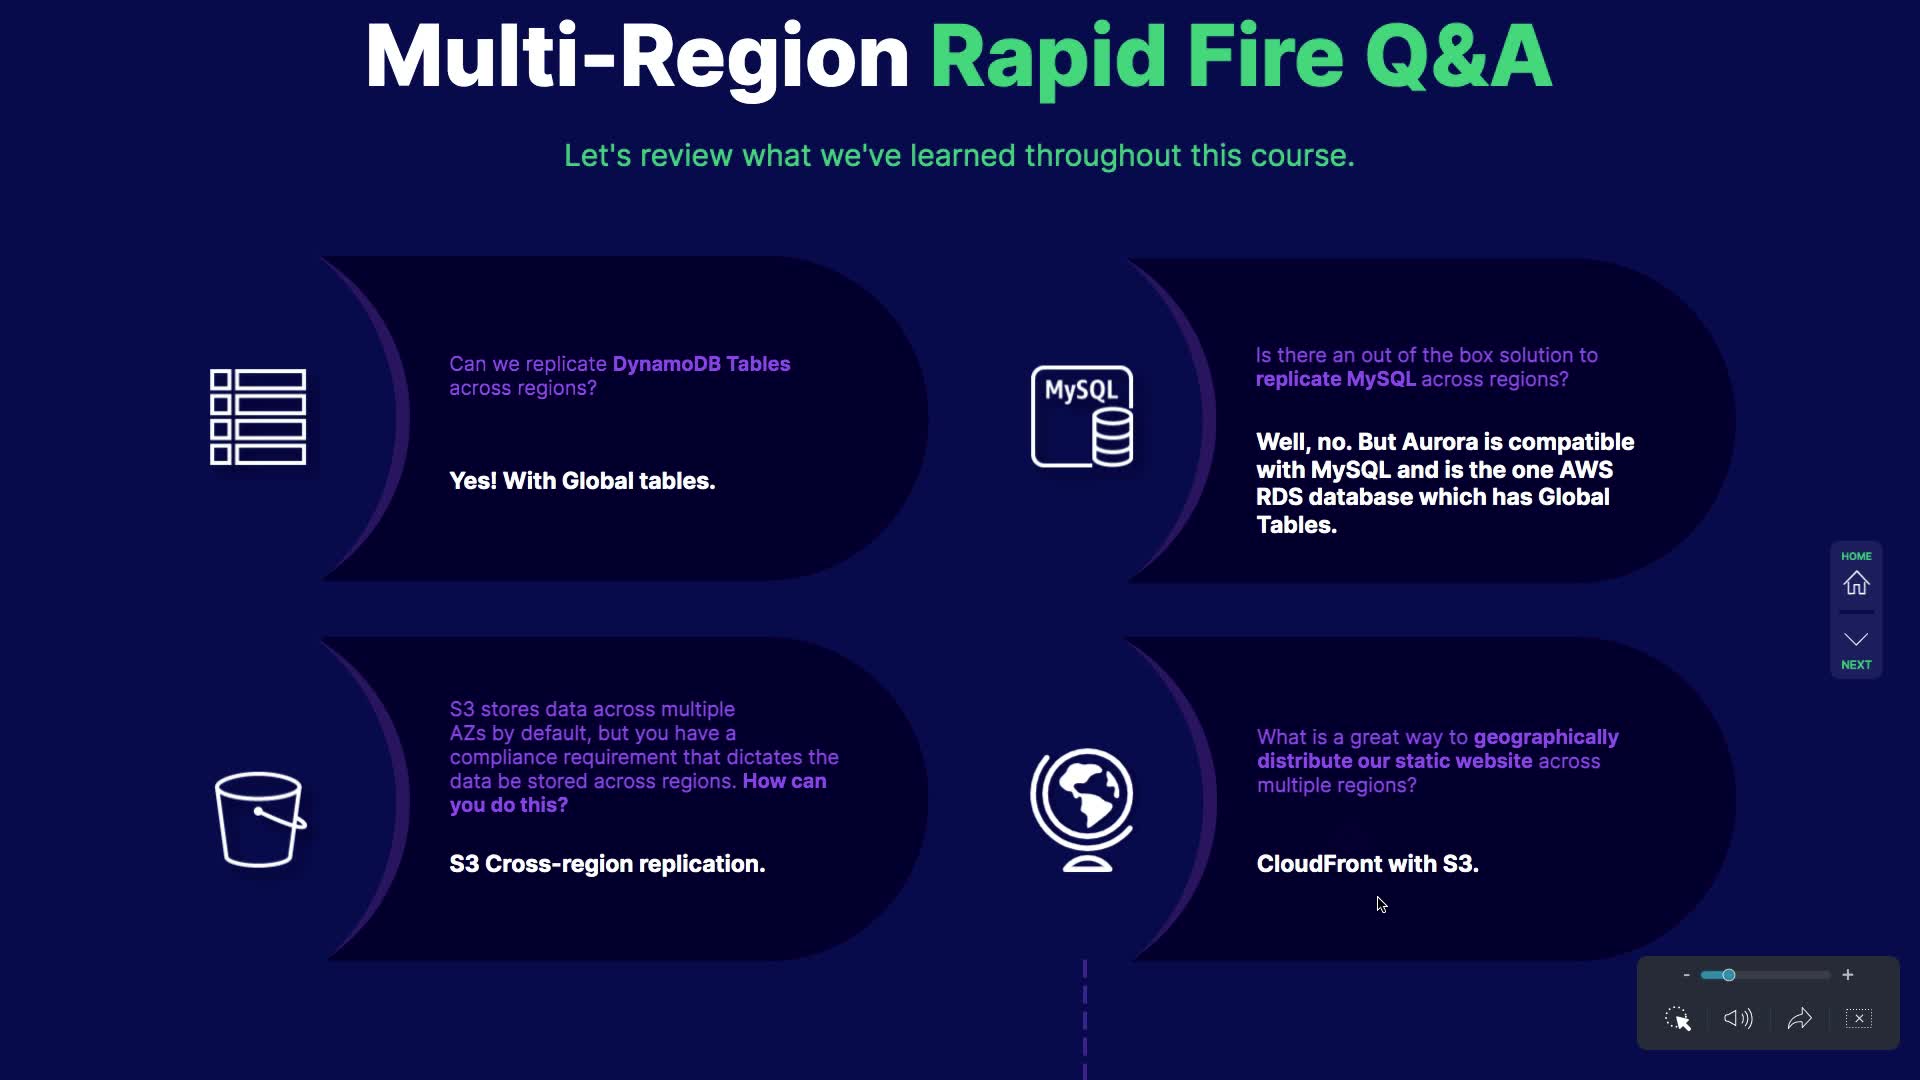 Multi-Region Rapid Fire Q&A
Let's review what we've learned throughout this course.
Can we replicate DynamoDB Tables
across regions?
Yes! With Global tables.
MySQL
Is there an out of the box solution to
replicate MySQL across regions?
Well, no. But Aurora is compatible
with MySQL and is the one AWS
RDS database which has Global
Tables.
S3 stores data across multiple
AZs by default, but you have a
compliance requirement that dictates the
data be stored across regions. How can
you do this?
S3 Cross-region replication.
What is a great way to geographically
distribute our static website across
multiple regions?
CloudFront with S3.
HOME
NEXT
- +